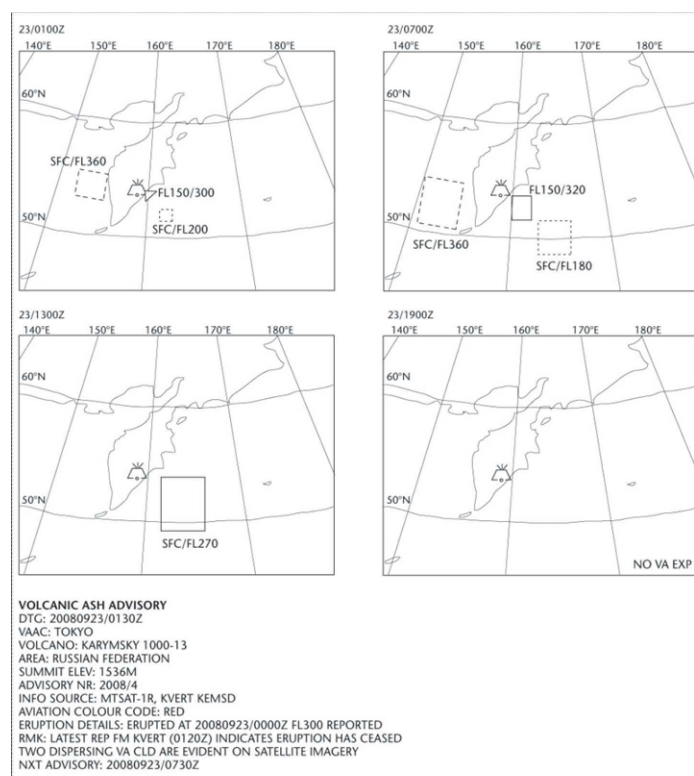 23/0100Z
140°E 150°E 160°E 170°E 180°E
60°N
SFC/FL360
FL150/300
50°N
SFC/FL200
23/0700Z
140°E 150°E 160°E 170°E 180°E
60°N
FL150/320
50°N
SFC/FL360
SFC/FL180
23/1300Z
140°E 150°E 160°E 170°E 180°E
60°N
50°N
SFC/FL270
23/1900Z
140°E 150°E 160°E 170°E 180°E
60°N
50°N
NO VA EXP
VOLCANIC ASH ADVISORY
DTG: 20080923/0130Z
VAAC: TOKYO
VOLCANO: KARYMSKY 1000-13
AREA: RUSSIAN FEDERATION
SUMMIT ELEV: 1536M
ADVISORY NR: 2008/4
INFO SOURCE: MTSAT-1R, KVERT KEMSD
AVIATION COLOUR CODE: RED
ERUPTION DETAILS: ERUPTED AT 20080923/0000Z FL300 REPORTED
RMK: LATEST REP FM KVERT (0120Z) INDICATES ERUPTION HAS CEASED
TWO DISPERSING VA CLD ARE EVIDENT ON SATELLITE IMAGERY
NXT ADVISORY: 20080923/0730Z